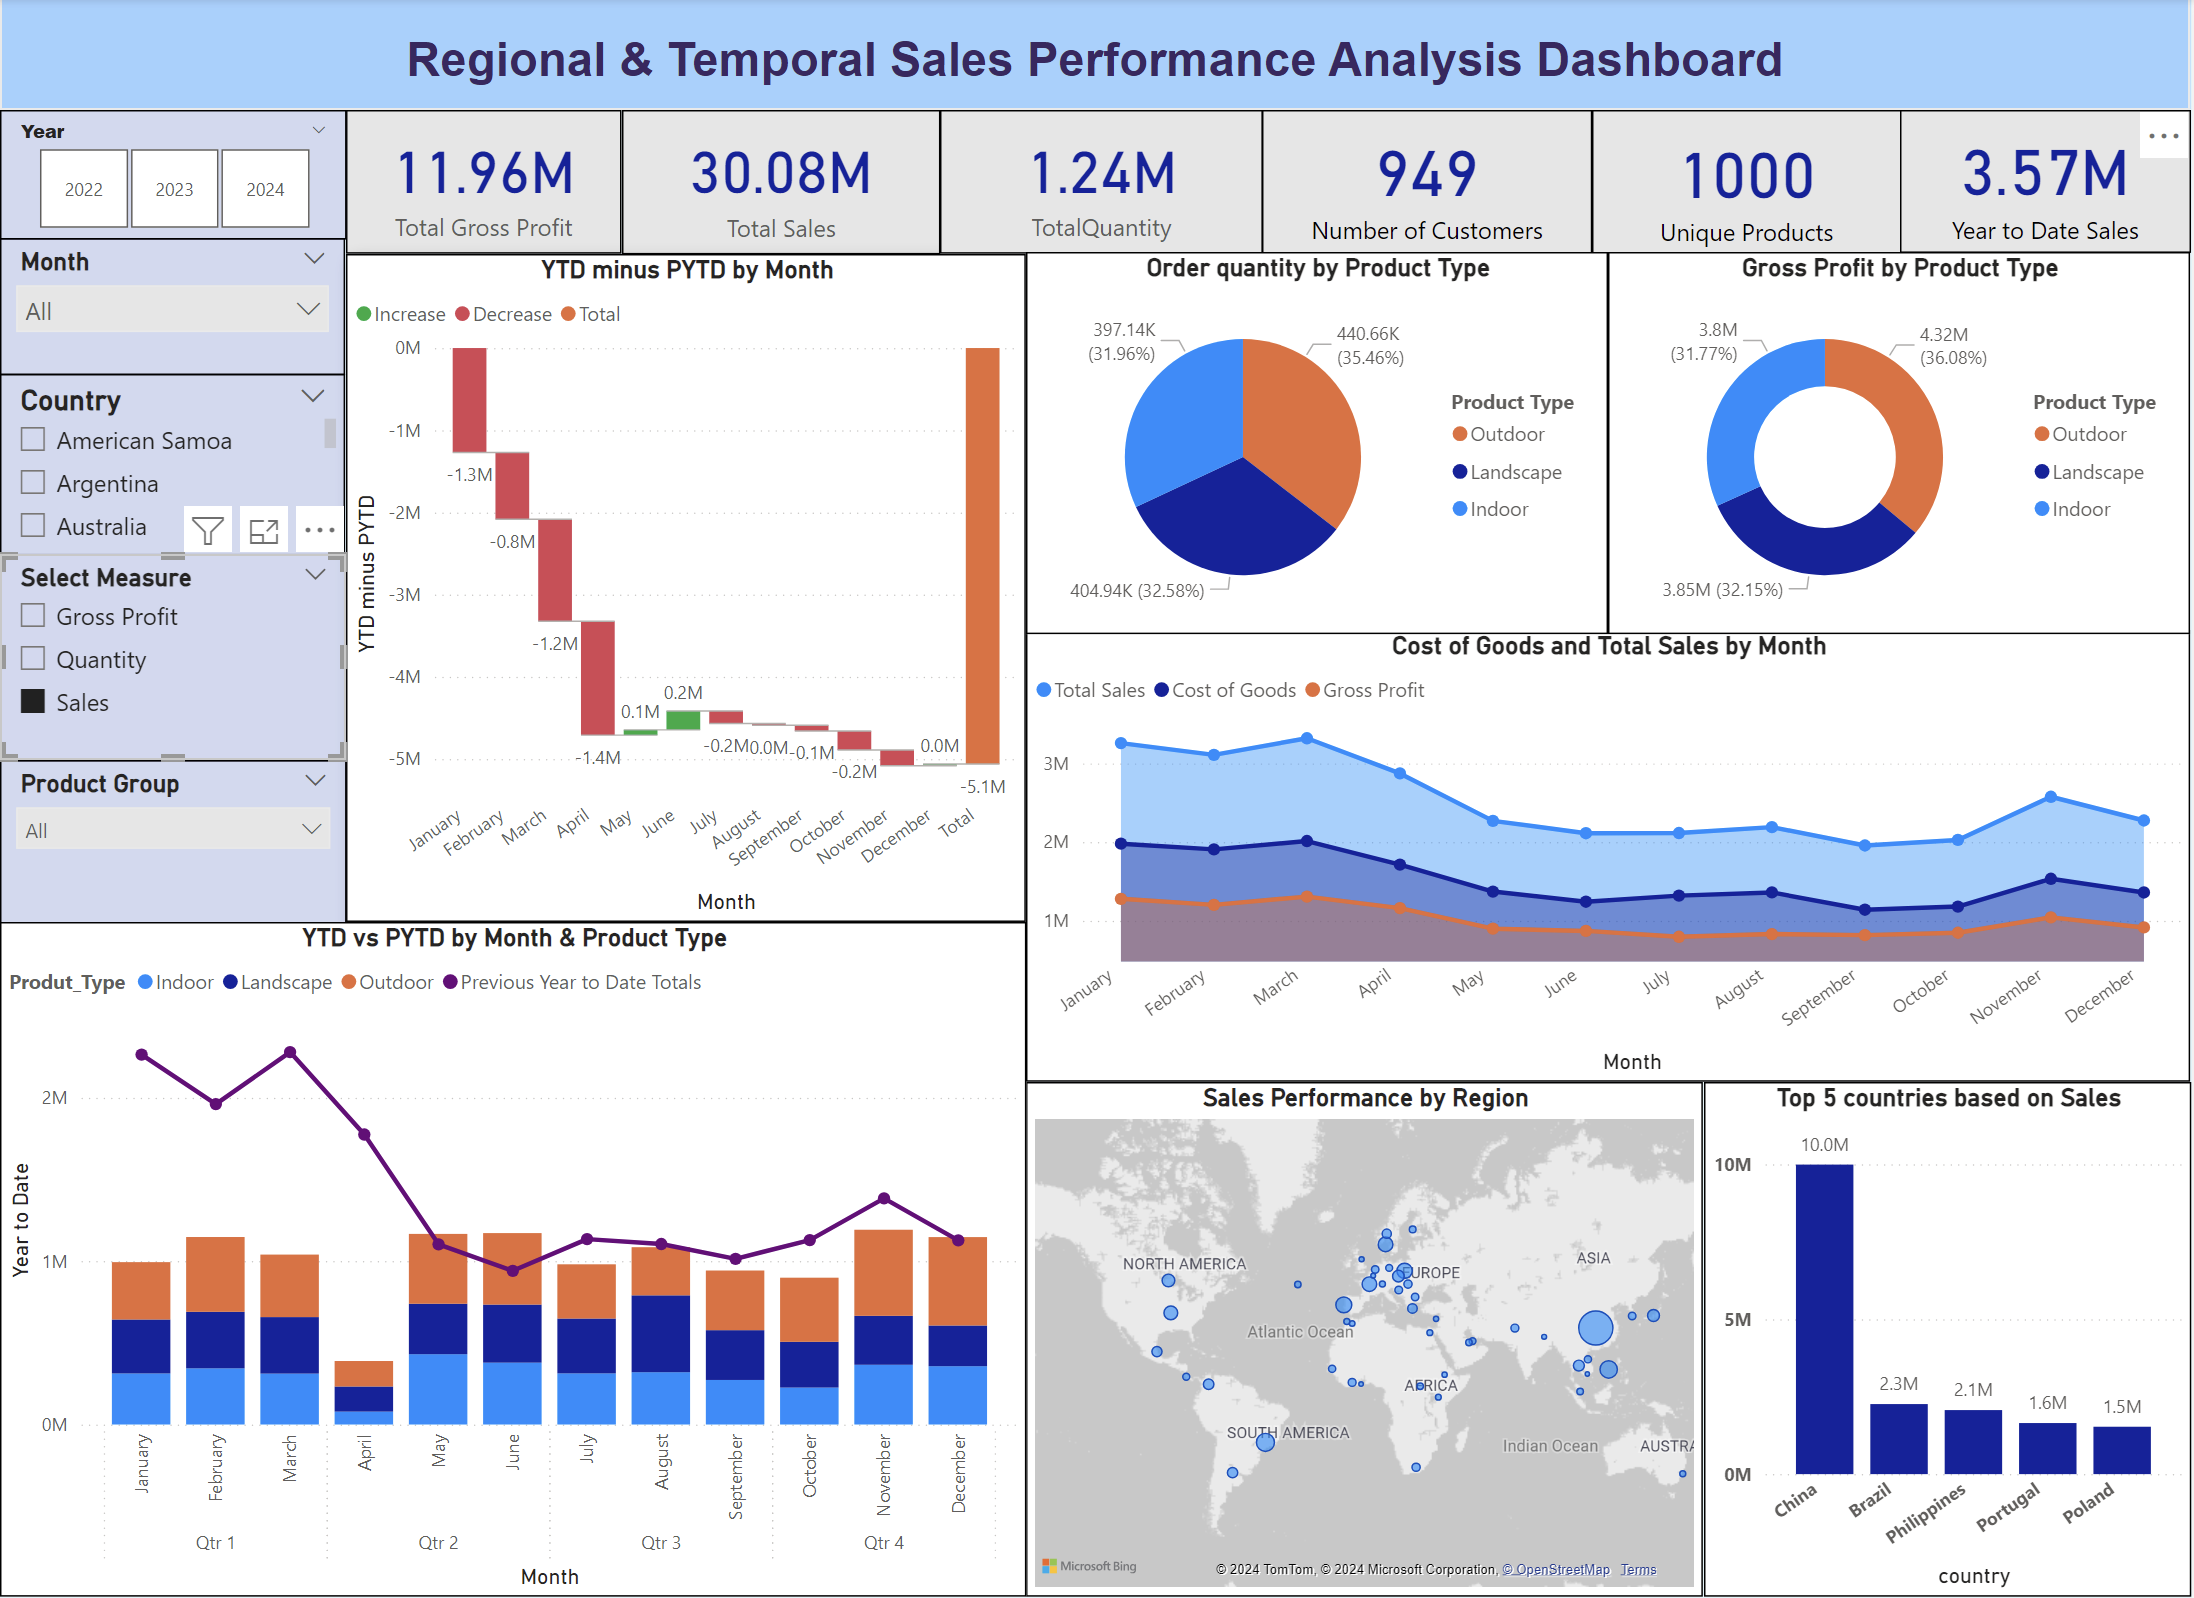 Regional & Temporal Sales Performance Analysis Dashboard
Year
2022 2023 2024
11.96M
Total Gross Profit
30.08M
Total Sales
1.24M
TotalQuantity
949
Number of Customers
1000
Unique Products
3.57M
Year to Date Sales
Month
All
Country
American Samoa
Argentina
Australia
Select Measure
Gross Profit
Quantity
Sales
Product Group
All
YTD minus PYTD by Month
Increase Decrease Total
YTD minus PYTD
0M
-1M
-2M
-3M
-4M
-5M
-1.3M
-0.8M
-1.2M
-1.4M
0.1M
0.2M
-0.2M
0.0M
-0.1M
-0.2M
0.0M
-5.1M
January February March April May June July August September October November December Total
Month
Order quantity by Product Type
397.14K
(31.96%)
440.66K
(35.46%)
404.94K (32.58%)
Product Type
Outdoor
Landscape
Indoor
Gross Profit by Product Type
3.8M
(31.77%)
4.32M
(36.08%)
3.85M (32.15%)
Product Type
Outdoor
Landscape
Indoor
Cost of Goods and Total Sales by Month
Total Sales Cost of Goods Gross Profit
3M
2M
1M
January February March April May June July August September October November December
Month
YTD vs PYTD by Month & Product Type
Produt_Type Indoor Landscape Outdoor Previous Year to Date Totals
Year to Date
2M
1M
0M
January February March April May June July August September October November December
Qtr 1 Qtr 2 Qtr 3 Qtr 4
Month
Sales Performance by Region
NORTH AMERICA
EUROPE
ASIA
Atlantic Ocean
AFRICA
SOUTH AMERICA
Indian Ocean
AUSTRA
Microsoft Bing
© 2024 TomTom, © 2024 Microsoft Corporation, © OpenStreetMap Terms
Top 5 countries based on Sales
10M
5M
0M
10.0M
2.3M
2.1M
1.6M
1.5M
China Brazil Philippines Portugal Poland
country